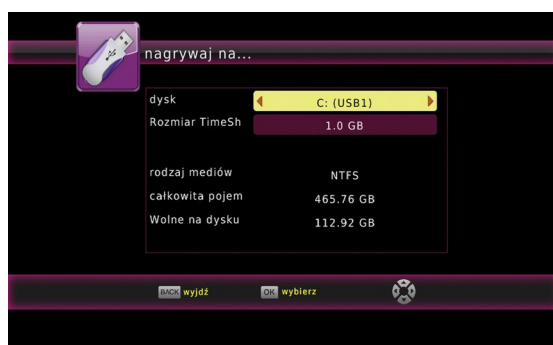 nagrywaj na...
dysk C: (USB1)
Rozmiar TimeSh 1.0 GB
rodzaj mediów NTFS
całkowita pojem 465.76 GB
Wolne na dysku 112.92 GB
BACK wyjdź OK wybierz